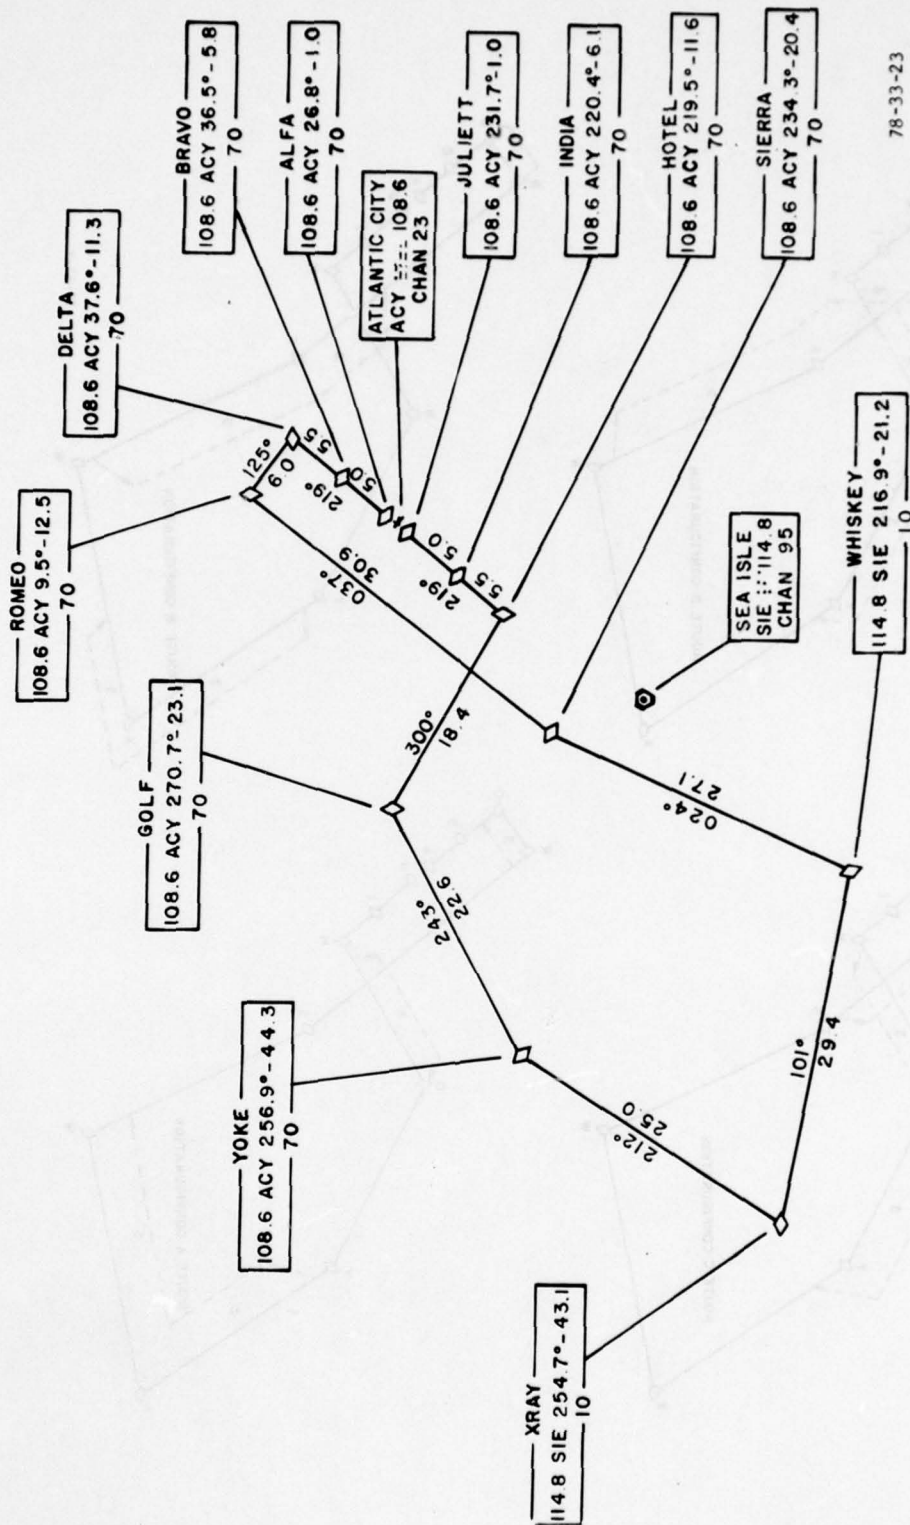 ROMEO
108.6 ACY 9.5°-12.5
70
DELTA
108.6 ACY 37.6°-11.3
70
BRAVO
108.6 ACY 36.5°-5.8
70
ALFA
108.6 ACY 26.8°-1.0
70
ATLANTIC CITY
ACY 108.6
CHAN 23
JULIETT
108.6 ACY 231.7°-1.0
70
INDIA
108.6 ACY 220.4°-6.1
70
HOTEL
108.6 ACY 219.5°-11.6
70
SIERRA
108.6 ACY 234.3°-20.4
70
GOLF
108.6 ACY 270.7°-23.1
70
YOKE
108.6 ACY 256.9°-44.3
70
XRAY
114.8 SIE 254.7°-43.1
10
WHISKEY
114.8 SIE 216.9°-21.2
10
SEA ISLE
SIE 114.8
CHAN 95
125°
6.0
5.5
219°
5.0
037°
30.9
219°
5.0
5.5
300°
18.4
243°
22.6
212°
25.0
101°
29.4
024°
27.1
78-33-23